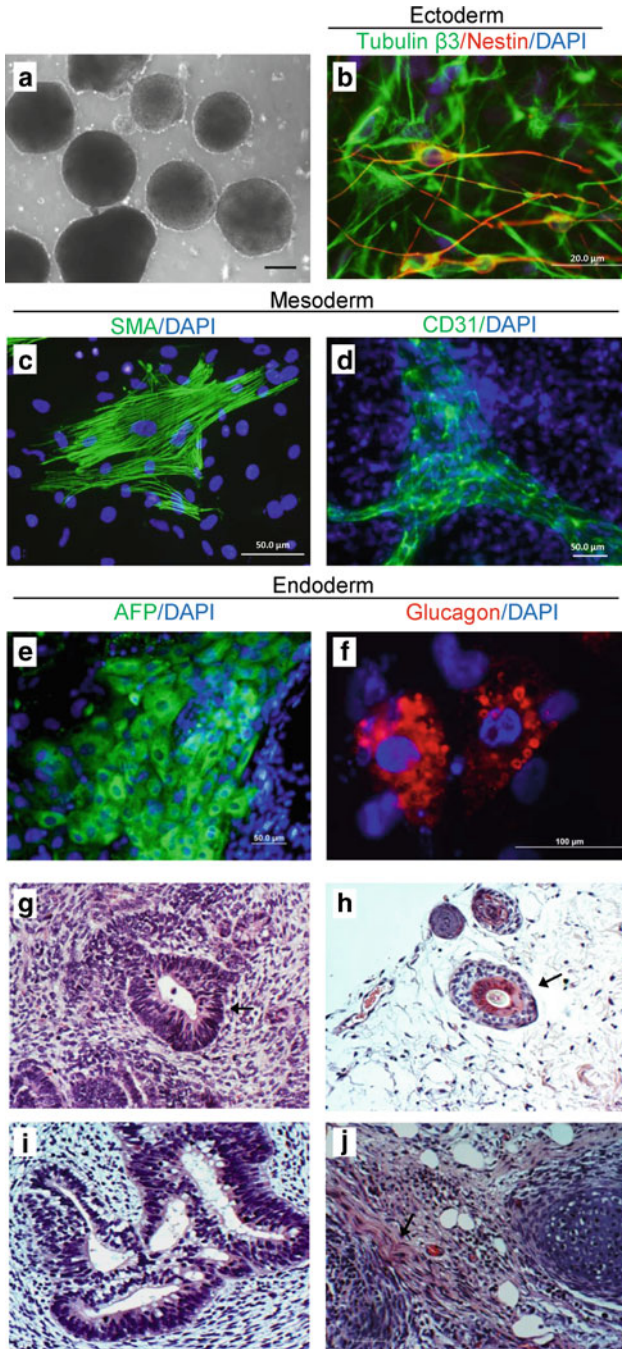 Ectoderm
Tubulin β3/Nestin/DAPI
a
b
20.0 µm
Mesoderm
SMA/DAPI
CD31/DAPI
c
d
50.0 µm
50.0 µm
Endoderm
AFP/DAPI
Glucagon/DAPI
e
f
50.0 µm
100 µm
g
h
i
j